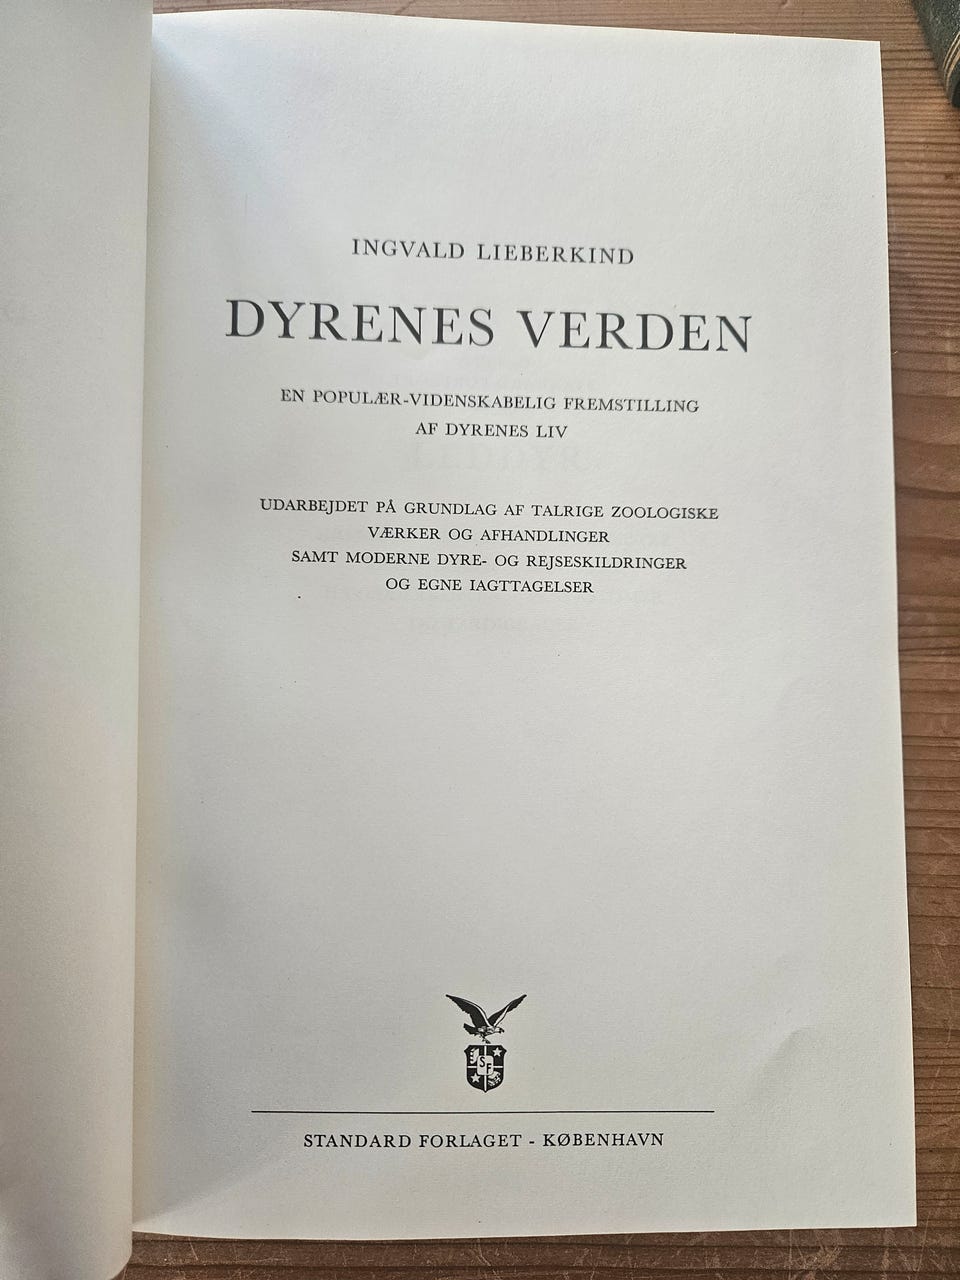 INGVALD LIEBERKIND
DYRENES VERDEN
EN POPULÆR-VIDENSKABELIG FREMSTILLING
AF DYRENES LIV
UDARBEJDET PÅ GRUNDLAG AF TALRIGE ZOOLOGISKE
VÆRKER OG AFHANDLINGER
SAMT MODERNE DYRE- OG REJSESKILDRINGER
OG EGNE IAGTTAGELSER
SF
STANDARD FORLAGET - KØBENHAVN